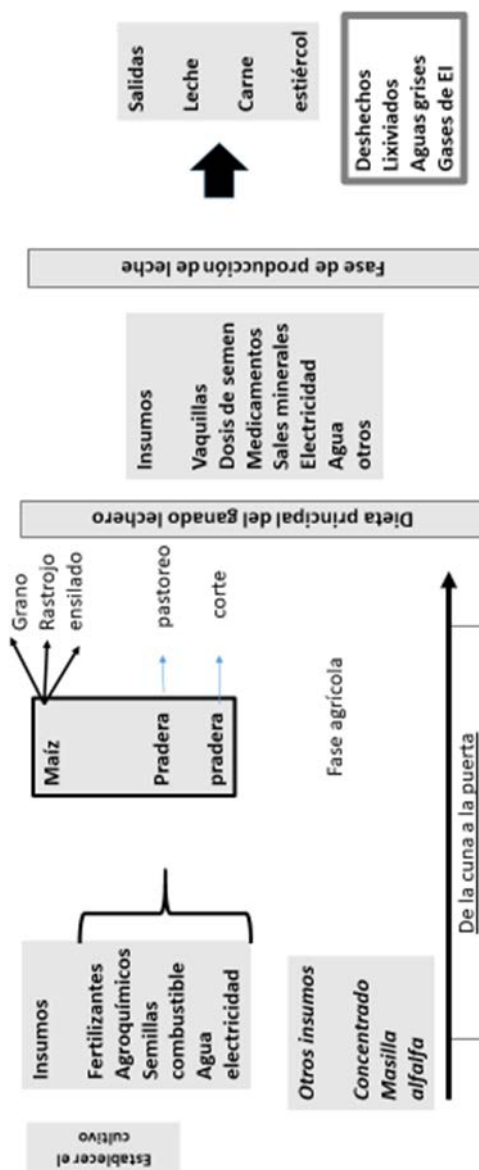 Establecer el
cultivo
Insumos
Fertilizantes
Agroquímicos
Semillas
combustible
Agua
electricidad
Otros insumos
Concentrado
Masilla
alfalfa
Maíz
Pradera
pradera
Grano
Rastrojo
ensilado
pastoreo
corte
Fase agrícola
De la cuna a la puerta
Dieta principal del ganado lechero
Insumos
Vaquillas
Dosis de semen
Medicamentos
Sales minerales
Electricidad
Agua
otros
Fase de producción de leche
Salidas
Leche
Carne
estiércol
Deshechos
Lixiviados
Aguas grises
Gases de EI